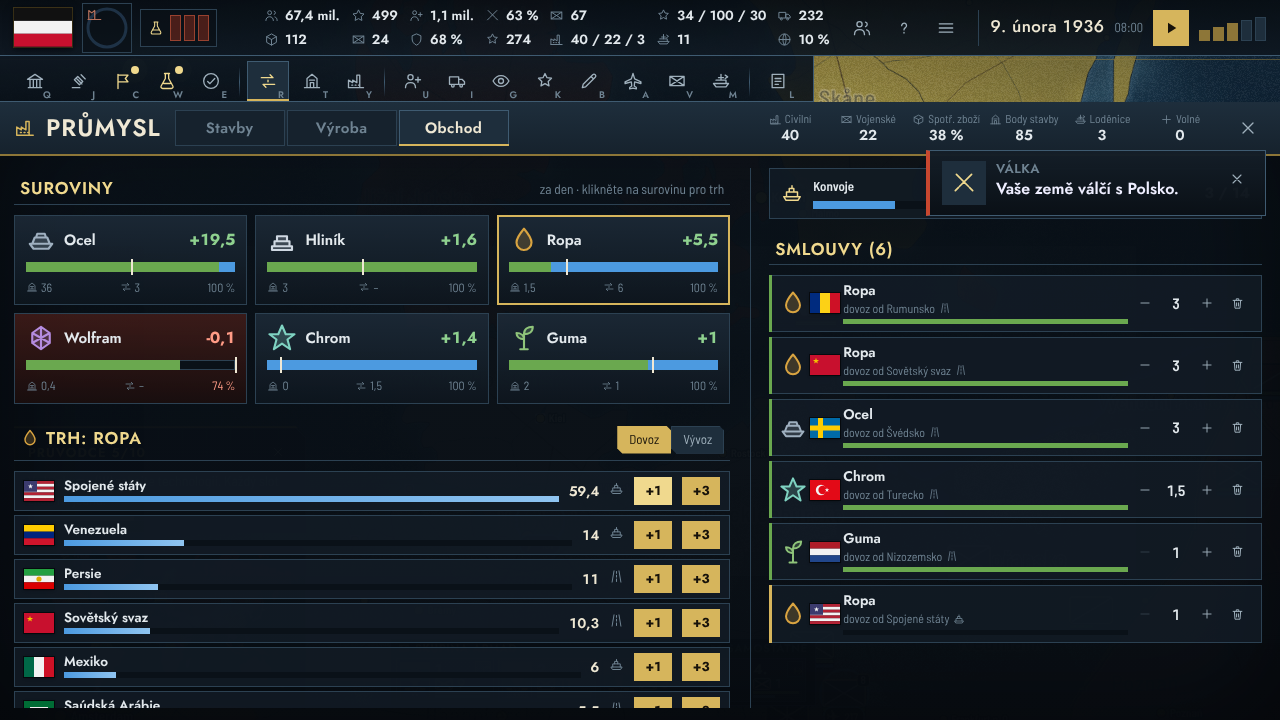 67,4 mil. 499 1,1 mil. 63 % 67 34 / 100 / 30 232
112 24 68 % 274 40 / 22 / 3 11 10 %
? 9. února 1936 08:00
Q J C W E R T Y U I G K B A V M L
Skåne
PRŮMYSL Stavby Výroba Obchod
Civilní Vojenské Spotř. zboží Body stavby Loděnice Volné
40 22 38 % 85 3 0
VÁLKA
Vaše země válčí s Polsko.
SUROVINY za den · klikněte na surovinu pro trh
Ocel +19,5
36 3 100 %
Hliník +1,6
3 – 100 %
Ropa +5,5
1,5 6 100 %
Wolfram -0,1
0,4 – 74 %
Chrom +1,4
0 1,5 100 %
Guma +1
2 1 100 %
TRH: ROPA Dovoz Vývoz
Spojené státy 59,4 +1 +3
Venezuela 14 +1 +3
Persie 11 +1 +3
Sovětský svaz 10,3 +1 +3
Mexiko 6 +1 +3
Saúdská Arábie
Konvoje
SMLOUVY (6)
Ropa
dovoz od Rumunsko − 3 +
Ropa
dovoz od Sovětský svaz − 3 +
Ocel
dovoz od Švédsko − 3 +
Chrom
dovoz od Turecko − 1,5 +
Guma
dovoz od Nizozemsko − 1 +
Ropa
dovoz od Spojené státy − 1 +